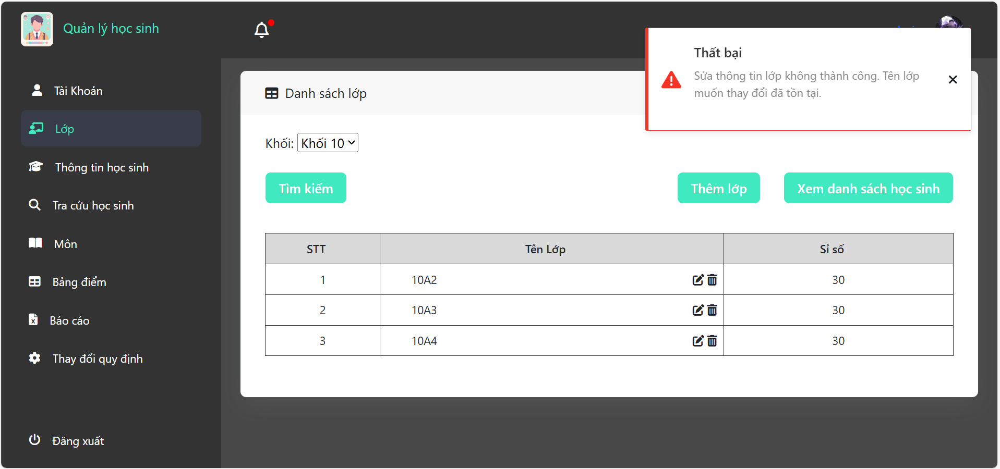 Quản lý học sinh
Thất bại
Sửa thông tin lớp không thành công. Tên lớp
muốn thay đổi đã tồn tại.
Tài Khoản
Lớp
Thông tin học sinh
Tra cứu học sinh
Môn
Bảng điểm
Báo cáo
Thay đổi quy định
Đăng xuất
Danh sách lớp
Khối: Khối 10
Tìm kiếm Thêm lớp Xem danh sách học sinh
STT Tên Lớp Sỉ số
1 10A2 30
2 10A3 30
3 10A4 30